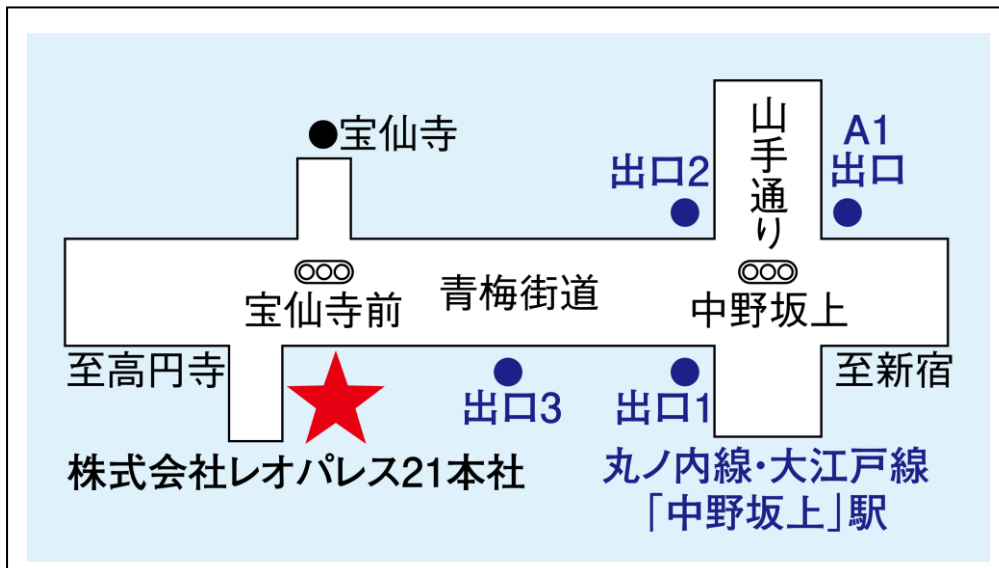 宝仙寺
山手通り
A1
出口
出口2
宝仙寺前
青梅街道
中野坂上
至高円寺
出口3
出口1
至新宿
株式会社レオパレス21本社
丸ノ内線・大江戸線
「中野坂上」駅